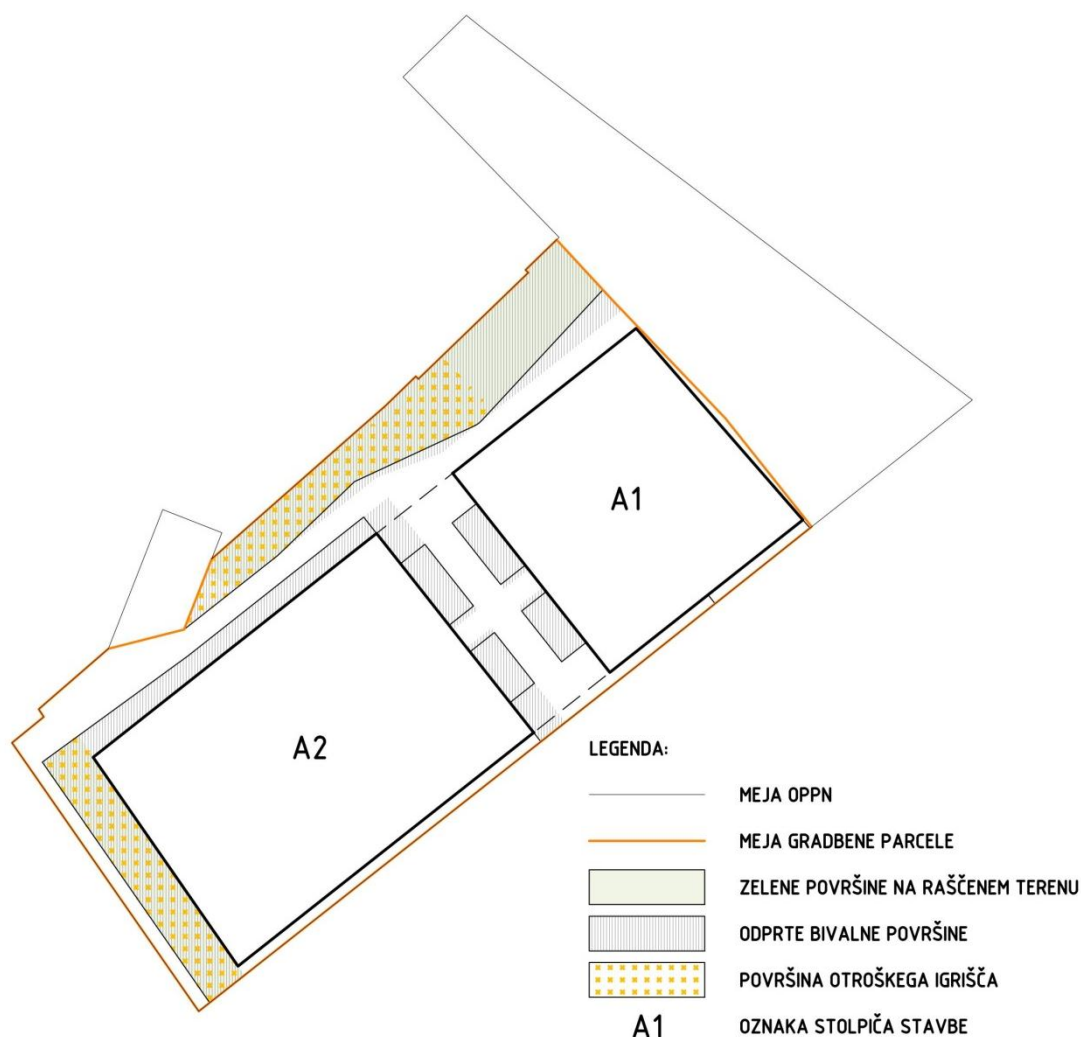 A1
A2
LEGENDA:
MEJA OPPN
MEJA GRADBENE PARCELE
ZELENE POVRŠINE NA RAŠČENEM TERENU
ODPRTE BIVALNE POVRŠINE
POVRŠINA OTROŠKEGA IGRIŠČA
A1 OZNAKA STOLPIČA STAVBE